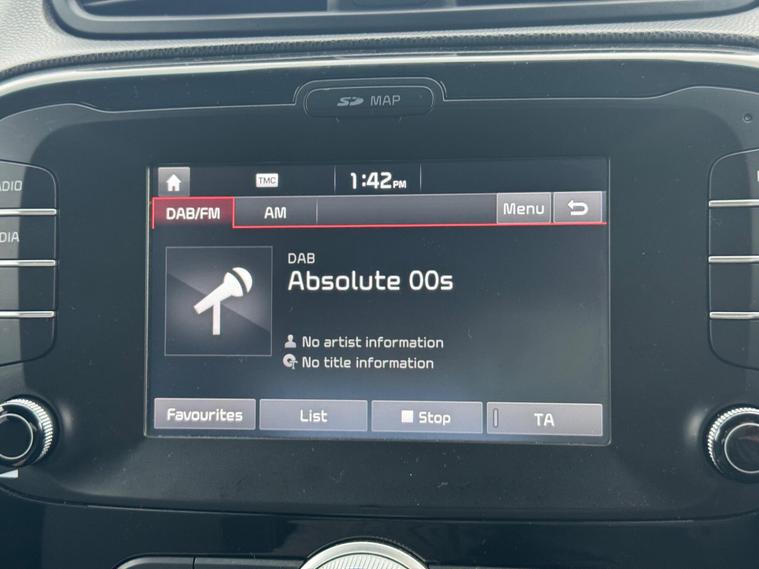 SD MAP
TMC
1:42PM
DAB/FM
AM
Menu
DAB
Absolute 00s
No artist information
No title information
Favourites
List
Stop
TA